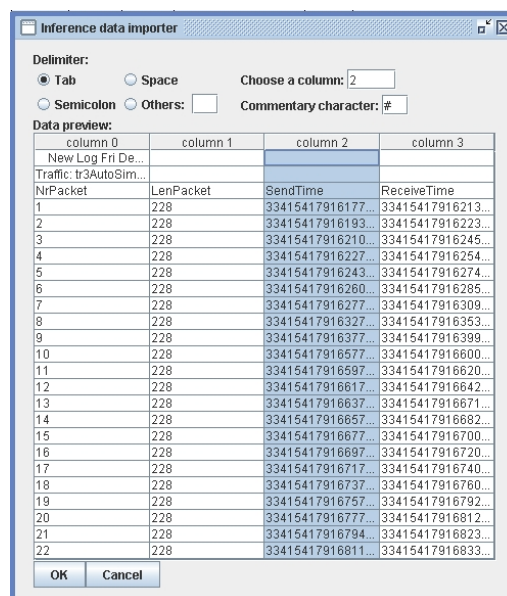 Inference data importer
Delimiter:
Tab Space Choose a column: 2
Semicolon Others: Commentary character: #
Data preview:
column 0 column 1 column 2 column 3
New Log Fri De...
Traffic: tr3AutoSim...
NrPacket LenPacket SendTime ReceiveTime
1 228 33415417916177... 33415417916213...
2 228 33415417916193... 33415417916223...
3 228 33415417916210... 33415417916245...
4 228 33415417916227... 33415417916254...
5 228 33415417916243... 33415417916274...
6 228 33415417916260... 33415417916285...
7 228 33415417916277... 33415417916309...
8 228 33415417916327... 33415417916353...
9 228 33415417916377... 33415417916399...
10 228 33415417916577... 33415417916600...
11 228 33415417916597... 33415417916620...
12 228 33415417916617... 33415417916642...
13 228 33415417916637... 33415417916671...
14 228 33415417916657... 33415417916682...
15 228 33415417916677... 33415417916700...
16 228 33415417916697... 33415417916720...
17 228 33415417916717... 33415417916740...
18 228 33415417916737... 33415417916760...
19 228 33415417916757... 33415417916792...
20 228 33415417916777... 33415417916812...
21 228 33415417916794... 33415417916823...
22 228 33415417916811... 33415417916833...
OK Cancel